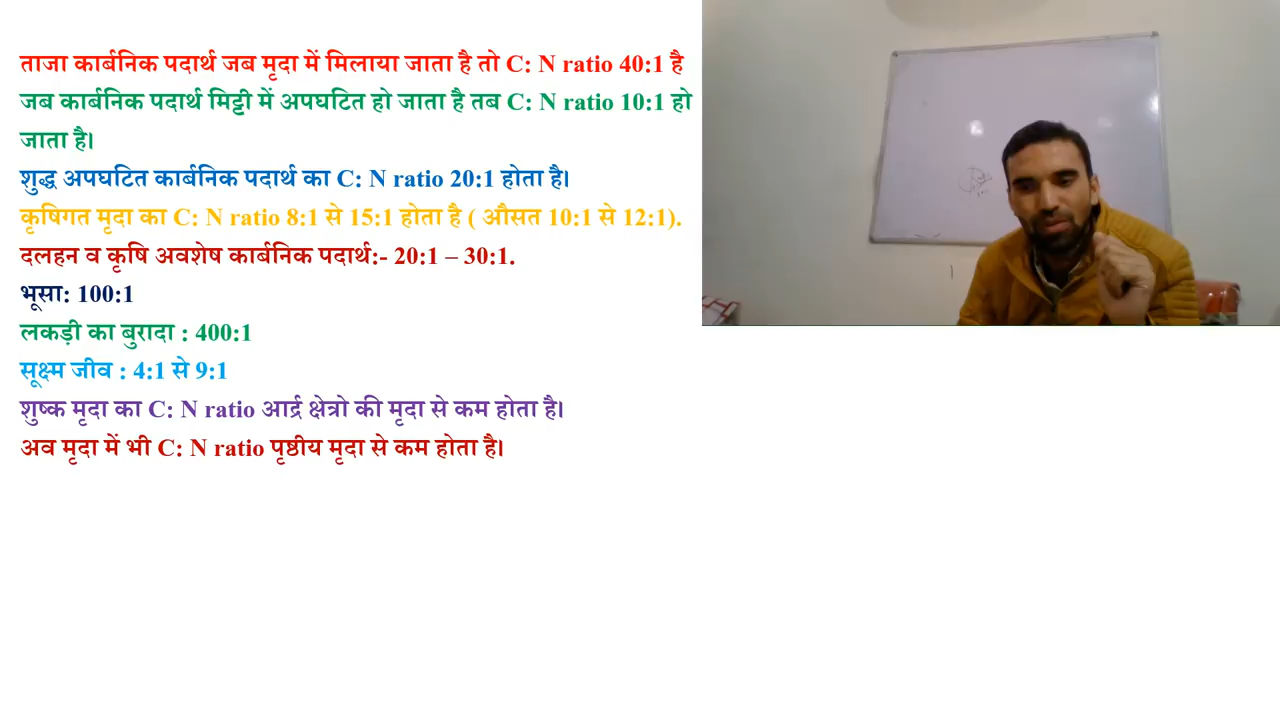 ताजा कार्बनिक पदार्थ जब मृदा में मिलाया जाता है तो C: N ratio 40:1 है
जब कार्बनिक पदार्थ मिट्टी में अपघटित हो जाता है तब C: N ratio 10:1 हो
जाता है।
शुद्ध अपघटित कार्बनिक पदार्थ का C: N ratio 20:1 होता है।
कृषिगत मृदा का C: N ratio 8:1 से 15:1 होता है ( औसत 10:1 से 12:1).
दलहन व कृषि अवशेष कार्बनिक पदार्थ:- 20:1 – 30:1.
भूसा: 100:1
लकड़ी का बुरादा : 400:1
सूक्ष्म जीव : 4:1 से 9:1
शुष्क मृदा का C: N ratio आर्द्र क्षेत्रो की मृदा से कम होता है।
अव मृदा में भी C: N ratio पृष्ठीय मृदा से कम होता है।